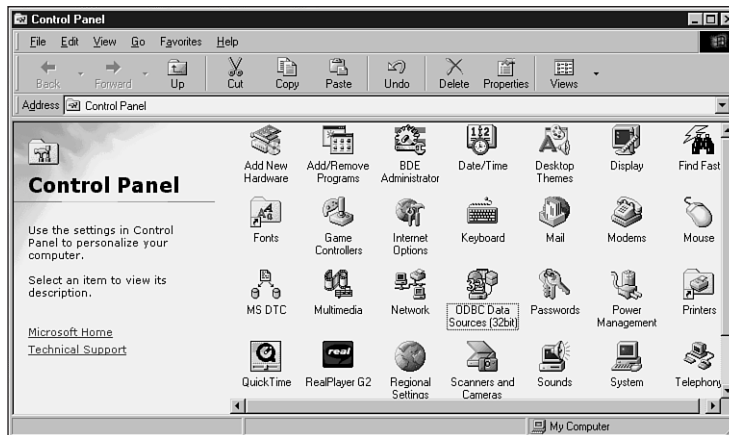 Control Panel
File Edit View Go Favorites Help
Back Forward Up Cut Copy Paste Undo Delete Properties Views
Address Control Panel
Control Panel
Use the settings in Control
Panel to personalize your
computer.
Select an item to view its
description.
Microsoft Home
Technical Support
Add New
Hardware
Add/Remove
Programs
BDE
Administrator
Date/Time
Desktop
Themes
Display
Find Fast
Fonts
Game
Controllers
Internet
Options
Keyboard
Mail
Modems
Mouse
MS DTC
Multimedia
Network
ODBC Data
Sources (32bit)
Passwords
Power
Management
Printers
QuickTime
real
RealPlayer G2
Regional
Settings
Scanners and
Cameras
Sounds
System
Telephony
My Computer